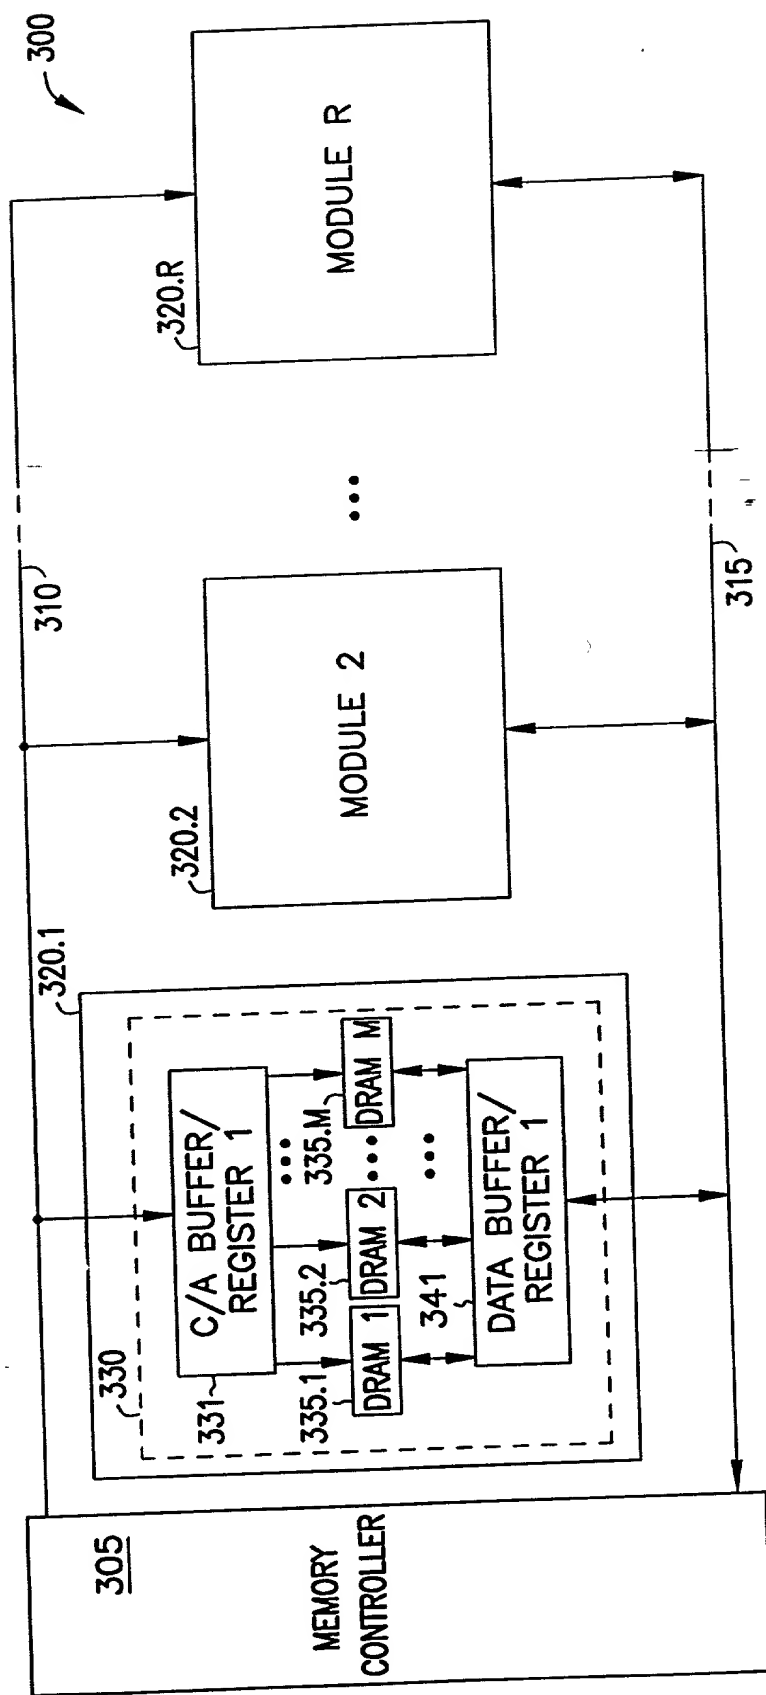 300
310
320.1
320.2
320.R
MODULE R
MODULE 2
•••
330
331
C/A BUFFER/
REGISTER 1
•••
335.1
335.2
335.M
DRAM 1
DRAM 2
•••
DRAM M
•••
341
DATA BUFFER/
REGISTER 1
305
MEMORY
CONTROLLER
315